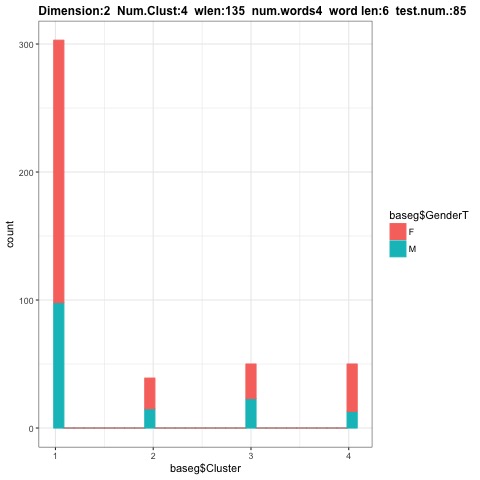 Dimension:2 Num.Clust:4 wlen:135 num.words4 word len:6 test.num.:85
300
200
100
0
count
1 2 3 4
baseg$Cluster
baseg$GenderT
F
M